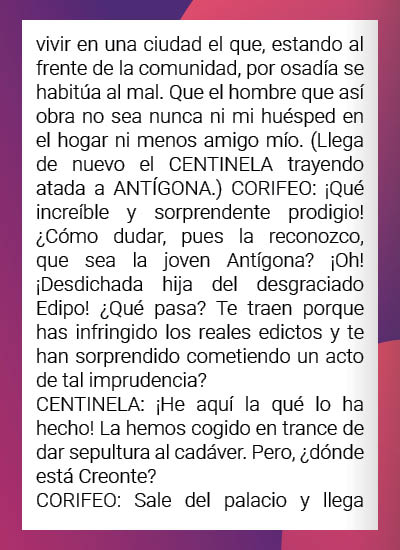 vivir en una ciudad el que, estando al
frente de la comunidad, por osadía se
habitúa al mal. Que el hombre que así
obra no sea nunca ni mi huésped en
el hogar ni menos amigo mío. (Llega
de nuevo el CENTINELA trayendo
atada a ANTÍGONA.) CORIFEO: ¡Qué
increíble y sorprendente prodigio!
¿Cómo dudar, pues la reconozco,
que sea la joven Antígona? ¡Oh!
¡Desdichada hija del desgraciado
Edipo! ¿Qué pasa? Te traen porque
has infringido los reales edictos y te
han sorprendido cometiendo un acto
de tal imprudencia?
CENTINELA: ¡He aquí la qué lo ha
hecho! La hemos cogido en trance de
dar sepultura al cadáver. Pero, ¿dónde
está Creonte?
CORIFEO: Sale del palacio y llega